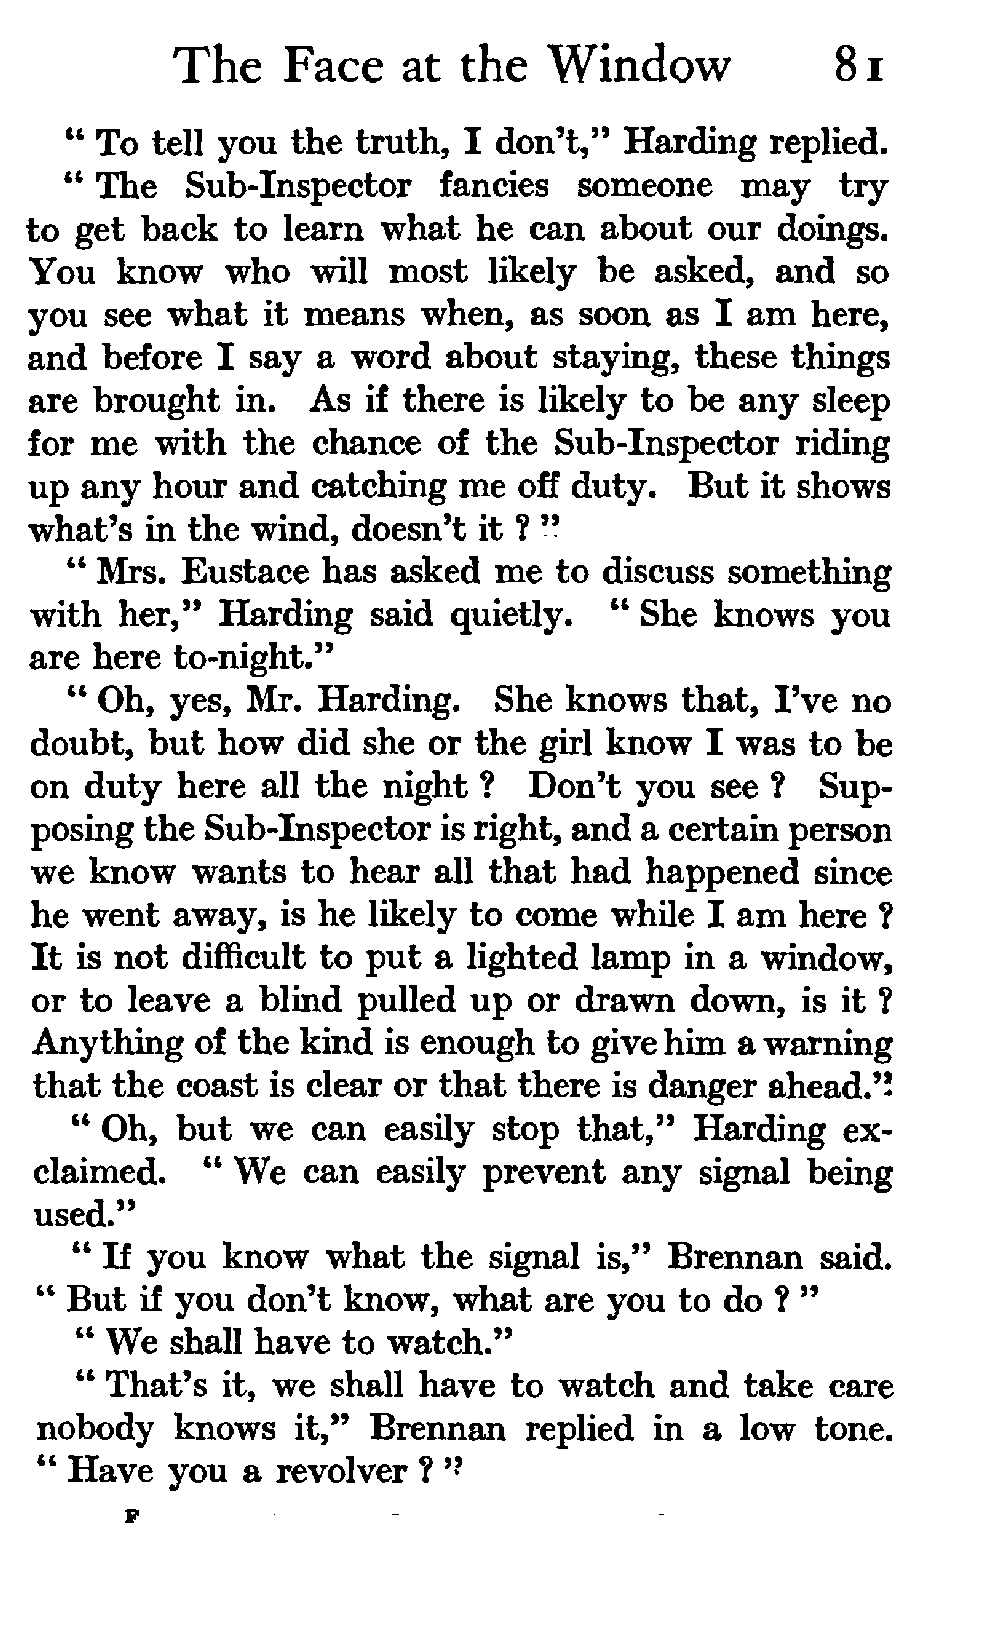 The Face at the Window 81
“ To tell you the truth, I don’t,” Harding replied.
“ The Sub-Inspector fancies someone may try
to get back to learn what he can about our doings.
You know who will most likely be asked, and so
you see what it means when, as soon as I am here,
and before I say a word about staying, these things
are brought in. As if there is likely to be any sleep
for me with the chance of the Sub-Inspector riding
up any hour and catching me off duty. But it shows
what’s in the wind, doesn’t it ? ”
“ Mrs. Eustace has asked me to discuss something
with her,” Harding said quietly. “ She knows you
are here to-night.”
“ Oh, yes, Mr. Harding. She knows that, I’ve no
doubt, but how did she or the girl know I was to be
on duty here all the night ? Don’t you see ? Sup-
posing the Sub-Inspector is right, and a certain person
we know wants to hear all that had happened since
he went away, is he likely to come while I am here ?
It is not difficult to put a lighted lamp in a window,
or to leave a blind pulled up or drawn down, is it ?
Anything of the kind is enough to give him a warning
that the coast is clear or that there is danger ahead.”
“ Oh, but we can easily stop that,” Harding ex-
claimed. “ We can easily prevent any signal being
used.”
“ If you know what the signal is,” Brennan said.
“ But if you don’t know, what are you to do ? ”
“ We shall have to watch.”
“ That’s it, we shall have to watch and take care
nobody knows it,” Brennan replied in a low tone.
“ Have you a revolver ? ”
F